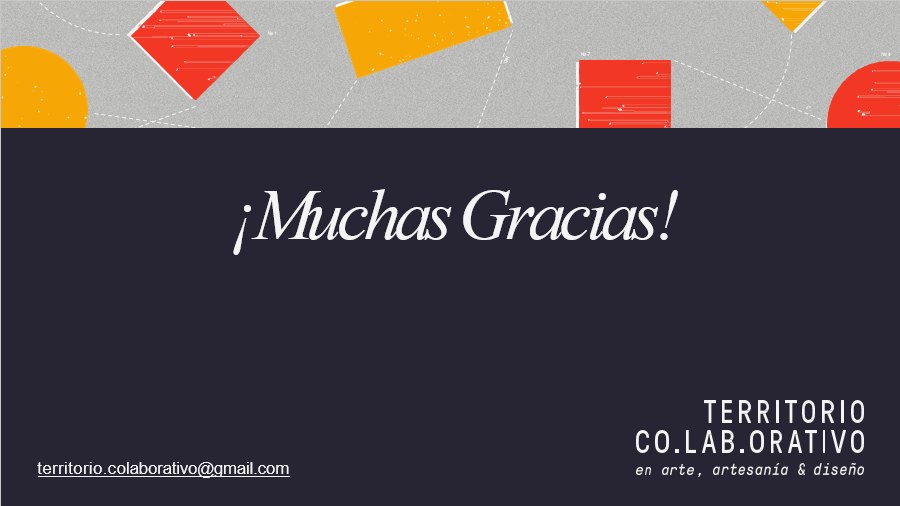 ¡Muchas Gracias!
TERRITORIO
CO.LAB.ORATIVO
en arte, artesanía & diseño
territorio.colaborativo@gmail.com